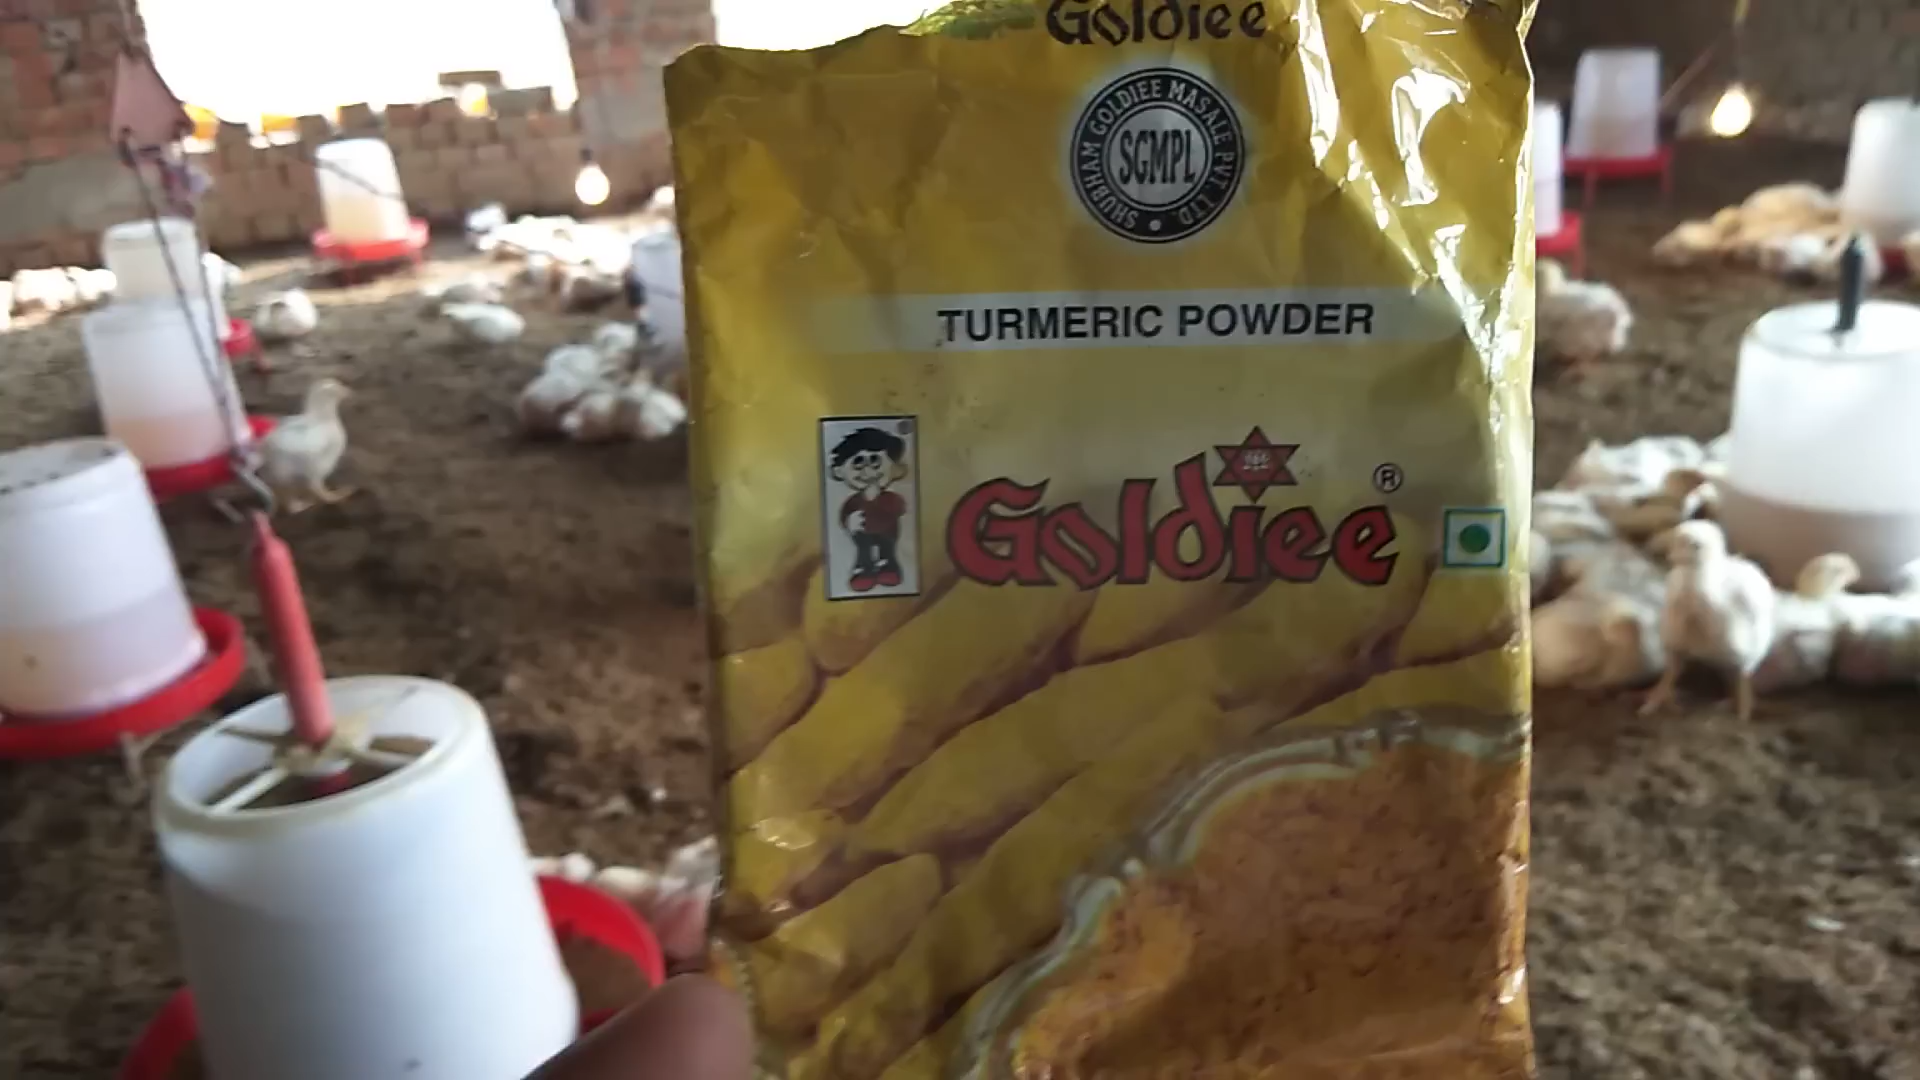 Goldiee
SHUBHAM GOLDIEE MASALE PVT. LTD.
SGMPL
TURMERIC POWDER
Goldiee ®